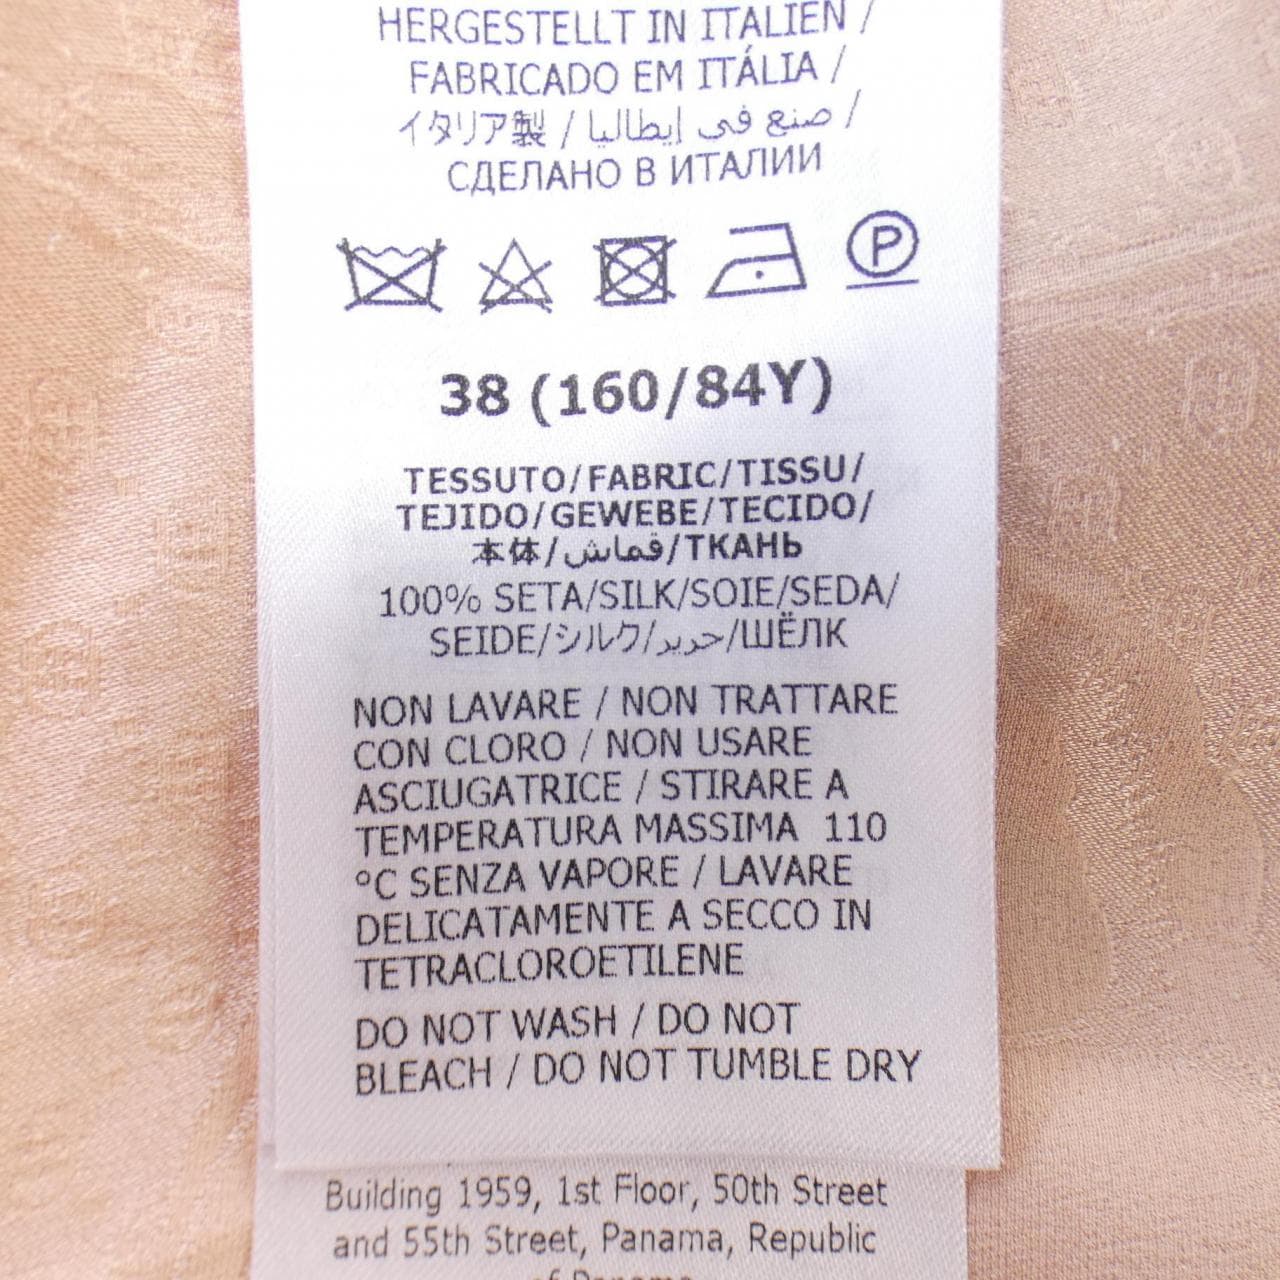 HERGESTELLT IN ITALIEN /
FABRICADO EM ITÁLIA /
イタリア製 / صنع في إيطاليا /
СДЕЛАНО В ИТАЛИИ
P
38 (160/84Y)
TESSUTO/FABRIC/TISSU/
TEJIDO/GEWEBE/TECIDO/
本体/قماش/ТКАНЬ
100% SETA/SILK/SOIE/SEDA/
SEIDE/シルク/حرير/ШЁЛК
NON LAVARE / NON TRATTARE
CON CLORO / NON USARE
ASCIUGATRICE / STIRARE A
TEMPERATURA MASSIMA 110
°C SENZA VAPORE / LAVARE
DELICATAMENTE A SECCO IN
TETRACLOROETILENE
DO NOT WASH / DO NOT
BLEACH / DO NOT TUMBLE DRY
Building 1959, 1st Floor, 50th Street
and 55th Street, Panama, Republic
of Panama